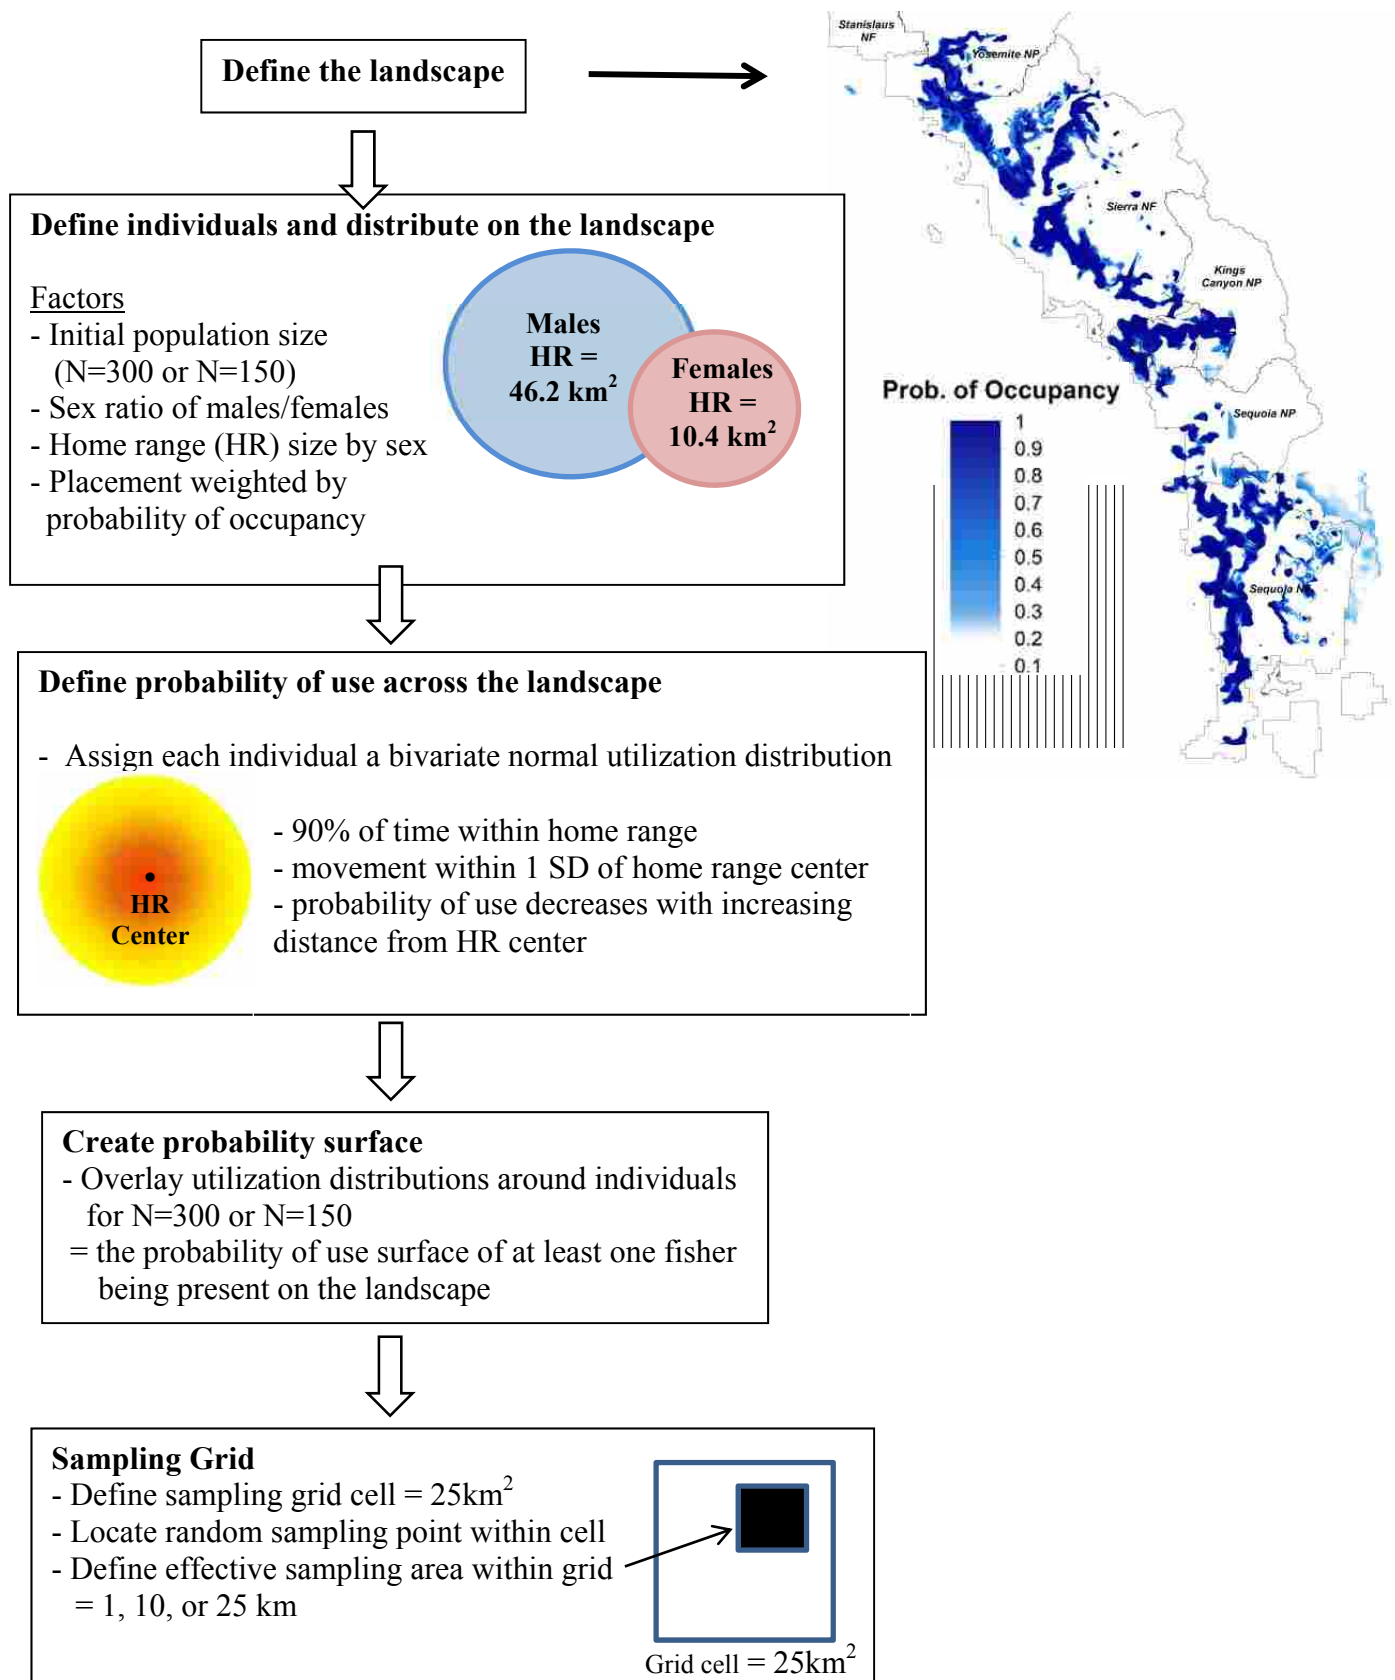 Define the landscape
Stanislaus
NF
Yosemite NP
Sierra NF
Kings
Canyon NP
Sequoia NP
Sequoia NF
Prob. of Occupancy
1
0.9
0.8
0.7
0.6
0.5
0.4
0.3
0.2
0.1
Define individuals and distribute on the landscape
Factors
- Initial population size
(N=300 or N=150)
- Sex ratio of males/females
- Home range (HR) size by sex
- Placement weighted by
probability of occupancy
Males
HR =
46.2 km²
Females
HR =
10.4 km²
Define probability of use across the landscape
- Assign each individual a bivariate normal utilization distribution
HR
Center
- 90% of time within home range
- movement within 1 SD of home range center
- probability of use decreases with increasing
distance from HR center
Create probability surface
- Overlay utilization distributions around individuals
for N=300 or N=150
= the probability of use surface of at least one fisher
being present on the landscape
Sampling Grid
- Define sampling grid cell = 25km²
- Locate random sampling point within cell
- Define effective sampling area within grid
= 1, 10, or 25 km
Grid cell = 25km²